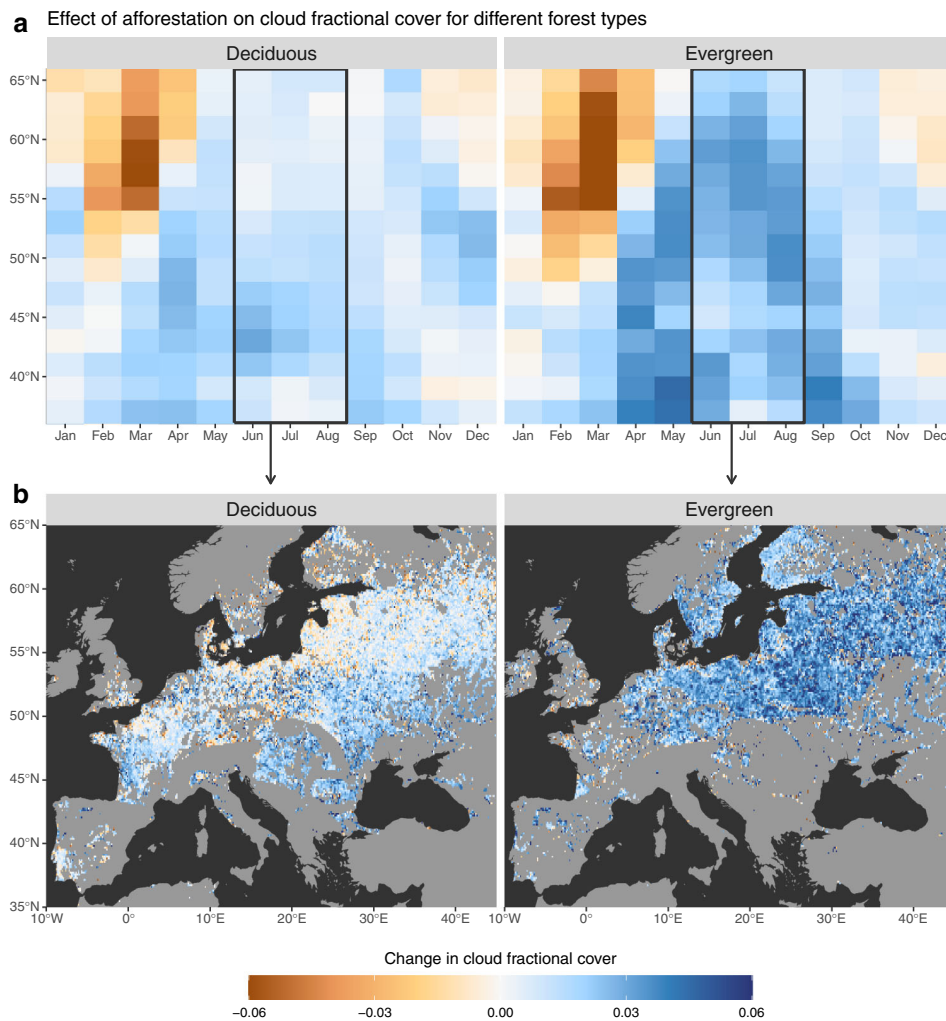 a Effect of afforestation on cloud fractional cover for different forest types
Deciduous Evergreen
65°N
60°N
55°N
50°N
45°N
40°N
Jan Feb Mar Apr May Jun Jul Aug Sep Oct Nov Dec Jan Feb Mar Apr May Jun Jul Aug Sep Oct Nov Dec
b
Deciduous Evergreen
65°N
60°N
55°N
50°N
45°N
40°N
35°N
10°W 0° 10°E 20°E 30°E 40°E 10°W 0° 10°E 20°E 30°E 40°E
Change in cloud fractional cover
−0.06 −0.03 0.00 0.03 0.06